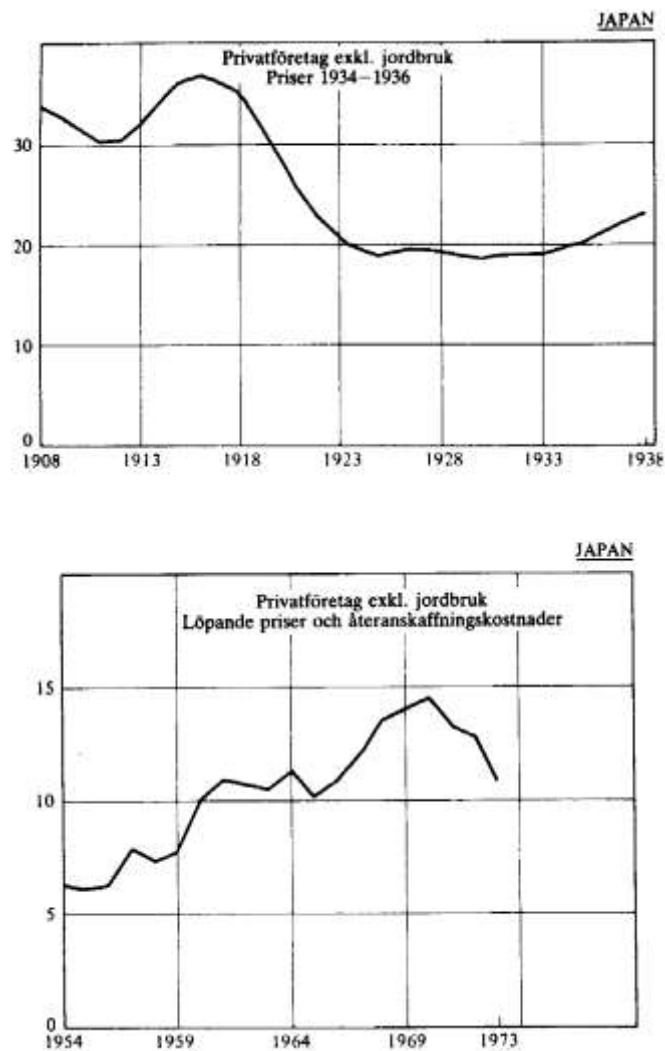 JAPAN
Privatföretag exkl. jordbruk
Priser 1934–1936
30
20
10
0
1908 1913 1918 1923 1928 1933 1938
JAPAN
Privatföretag exkl. jordbruk
Löpande priser och återanskaffningskostnader
15
10
5
0
1954 1959 1964 1969 1973